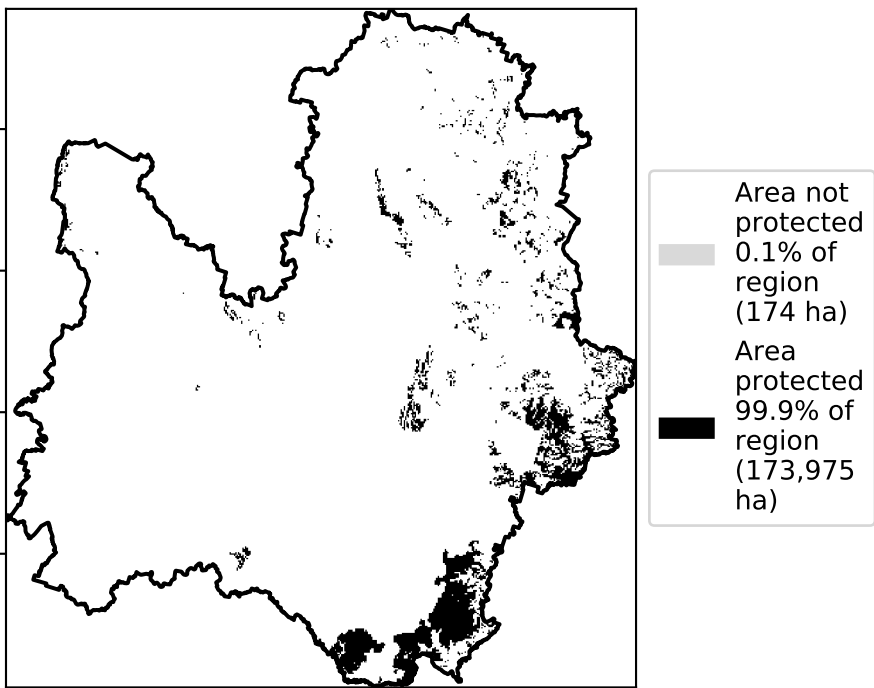 Area not
protected
0.1% of
region
(174 ha)
Area
protected
99.9% of
region
(173,975
ha)